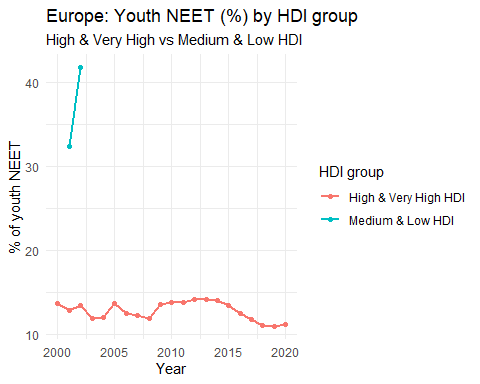 Europe: Youth NEET (%) by HDI group
High & Very High vs Medium & Low HDI
% of youth NEET
40
30
20
10
2000 2005 2010 2015 2020
Year
HDI group
High & Very High HDI
Medium & Low HDI